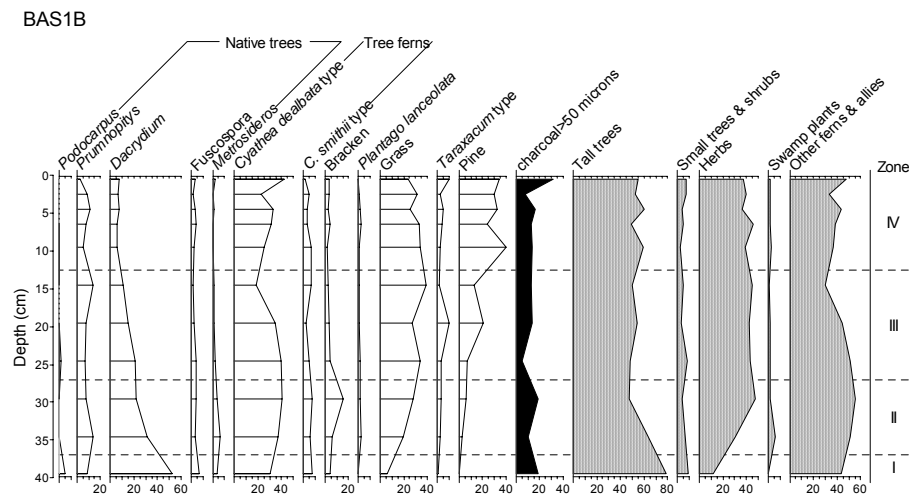 BAS1B
Native trees
Tree ferns
Podocarpus
Prumnopitys
Dacrydium
Fuscospora
Metrosideros
Cyathea dealbata type
C. smithii type
Bracken
Plantago lanceolata
Grass
Taraxacum type
Pine
charcoal>50 microns
Tall trees
Small trees & shrubs
Herbs
Swamp plants
Other ferns & allies
Zone
Depth (cm)
0
5
10
15
20
25
30
35
40
IV
III
II
I
20 20 40 60 20 40 20 20 40 20 20 40 20 40 20 40 60 80 20 40 20 40 60